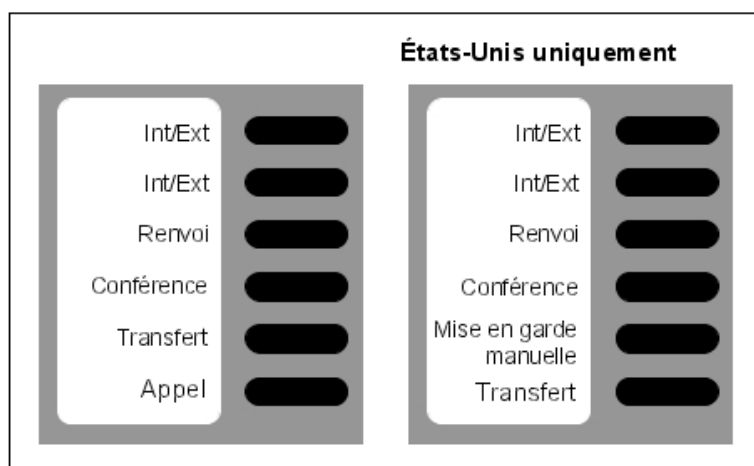 États-Unis uniquement
Int/Ext
Int/Ext
Renvoi
Conférence
Transfert
Appel
Int/Ext
Int/Ext
Renvoi
Conférence
Mise en garde
manuelle
Transfert